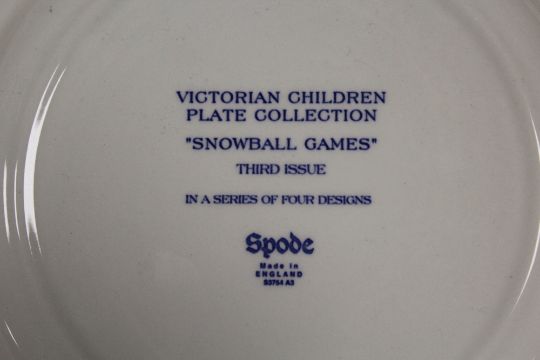 VICTORIAN CHILDREN
PLATE COLLECTION
"SNOWBALL GAMES"
THIRD ISSUE
IN A SERIES OF FOUR DESIGNS
Spode
Made in
ENGLAND
S3754 A3